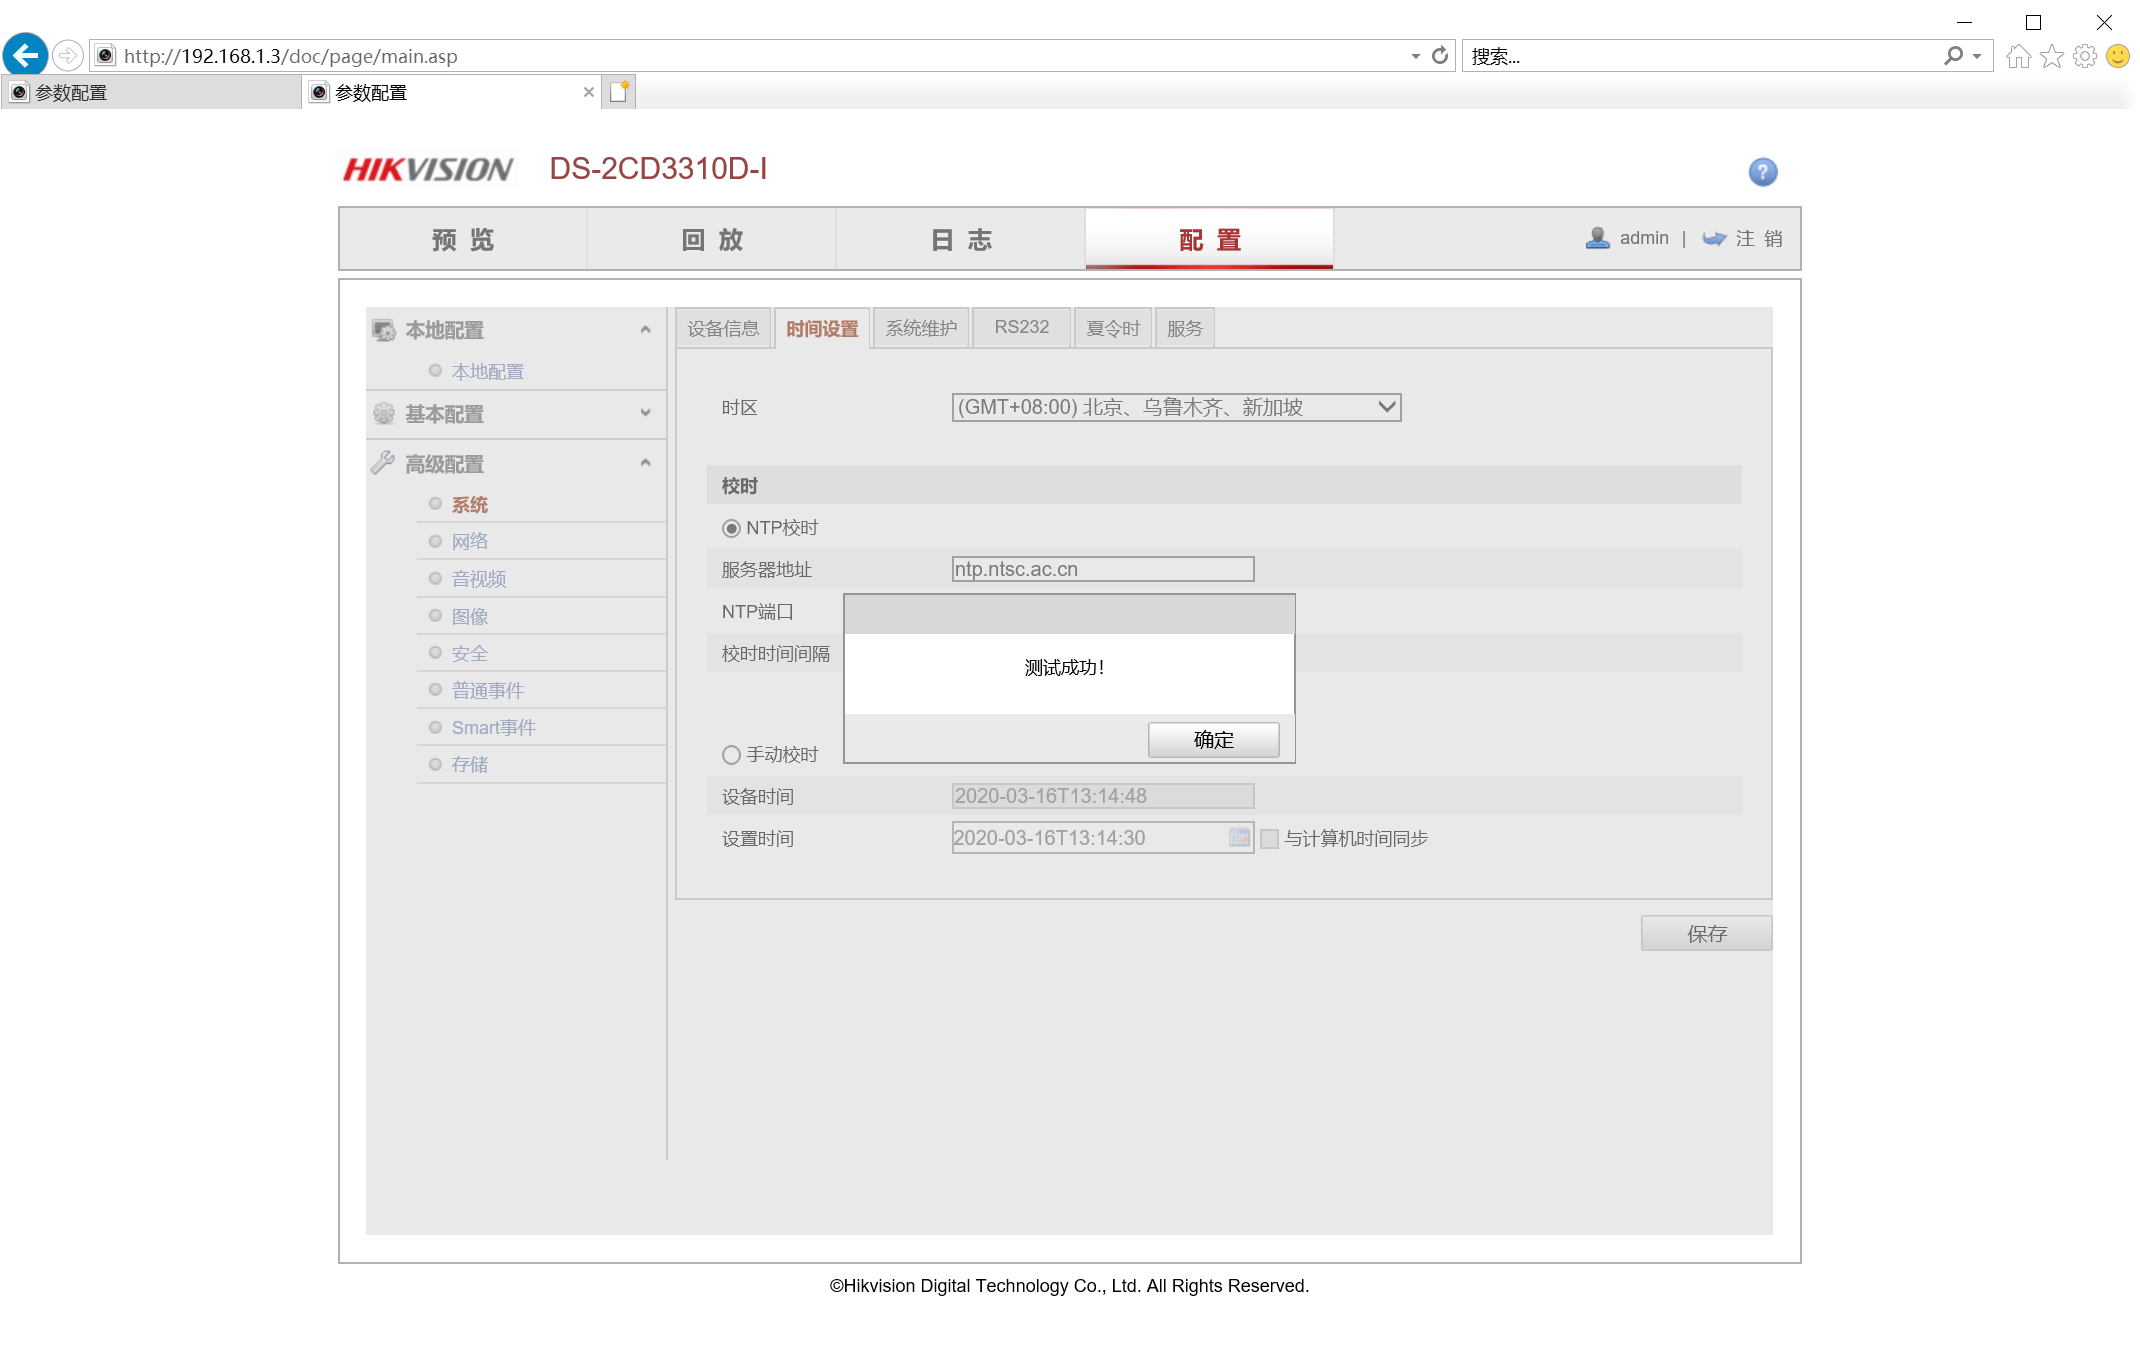 http://192.168.1.3/doc/page/main.asp
搜索...
参数配置
参数配置
HIKVISION DS-2CD3310D-I
?
预 览
回 放
日 志
配 置
admin | 注 销
本地配置
本地配置
基本配置
高级配置
系统
网络
音视频
图像
安全
普通事件
Smart事件
存储
设备信息
时间设置
系统维护
RS232
夏令时
服务
时区
(GMT+08:00) 北京、乌鲁木齐、新加坡
校时
NTP校时
服务器地址
ntp.ntsc.ac.cn
NTP端口
校时时间间隔
测试成功!
确定
手动校时
设备时间
2020-03-16T13:14:48
设置时间
2020-03-16T13:14:30
与计算机时间同步
保存
©Hikvision Digital Technology Co., Ltd. All Rights Reserved.